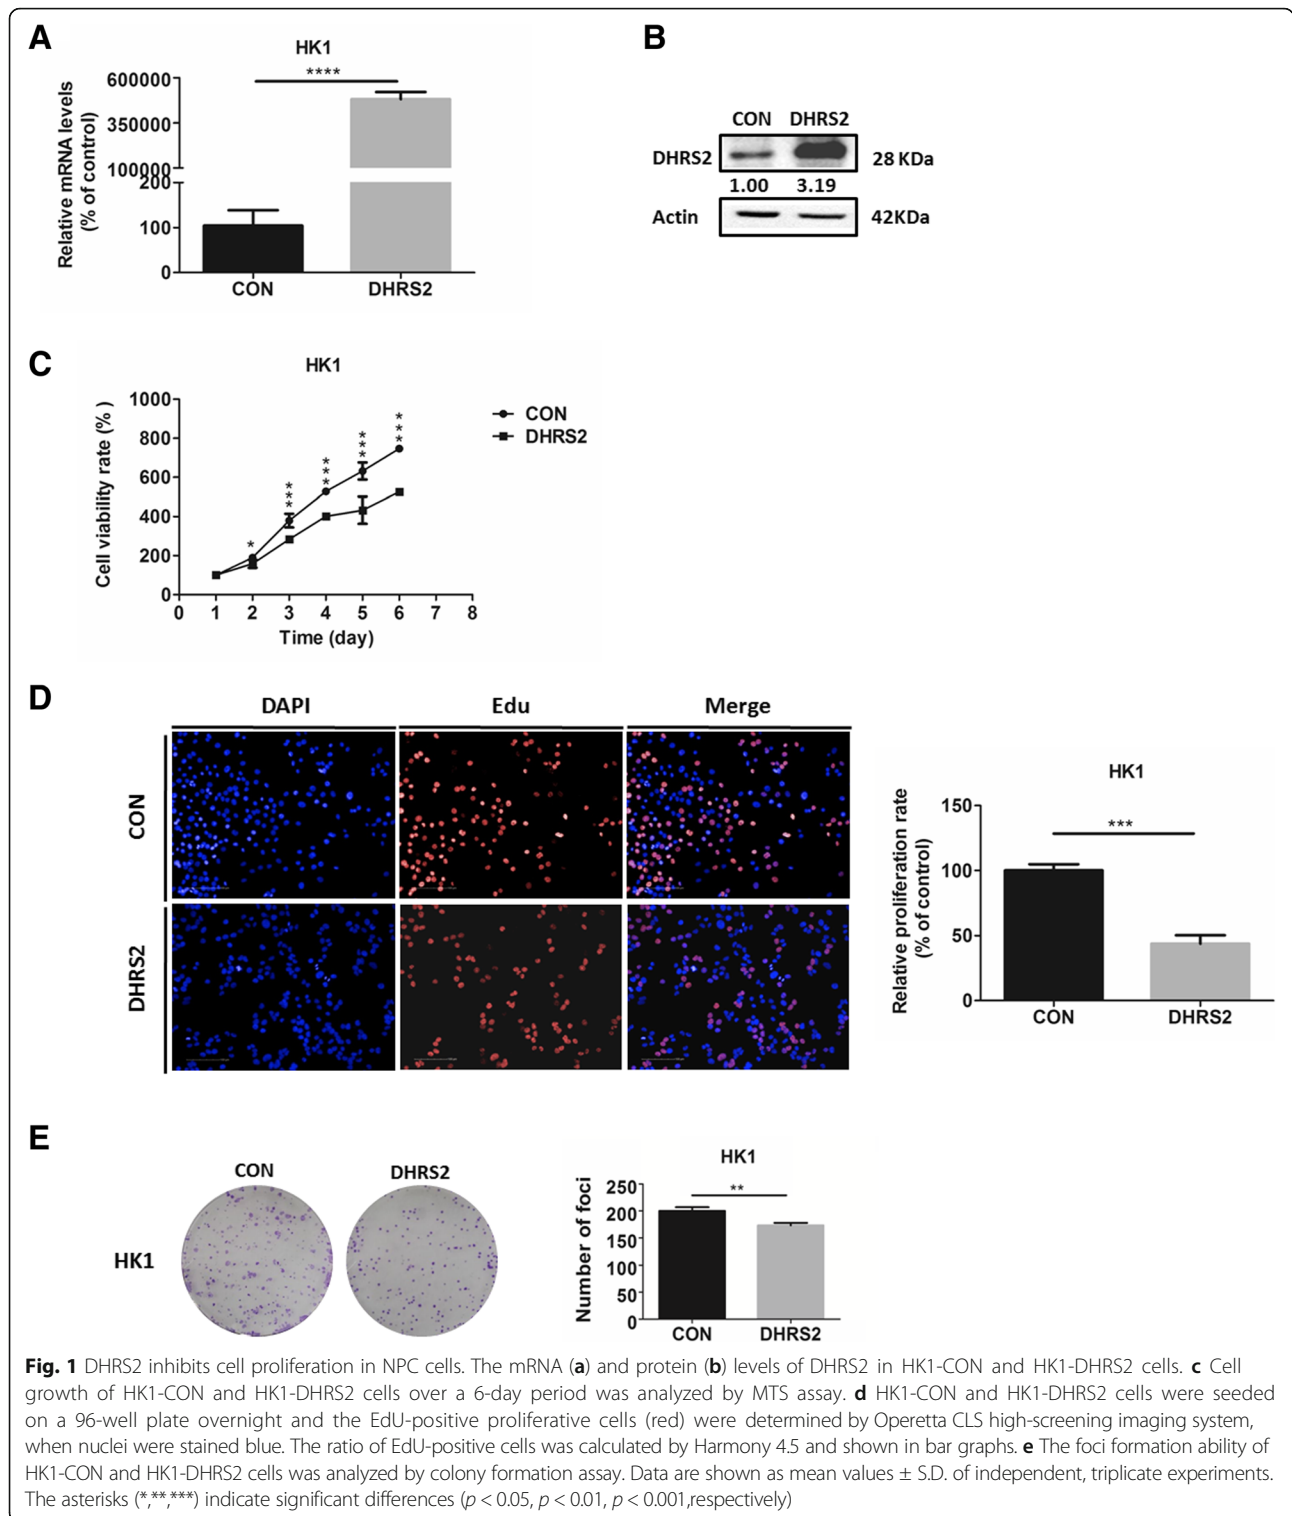 A
HK1
****
Relative mRNA levels
(% of control)
600000
350000
100000
200
100
0
CON
DHRS2
B
CON DHRS2
DHRS2
28 KDa
1.00 3.19
Actin
42KDa
C
HK1
Cell viability rate (% )
1000
800
600
400
200
0
*
***
***
***
***
CON
DHRS2
0 1 2 3 4 5 6 7 8
Time (day)
D
DAPI Edu Merge
CON
DHRS2
HK1
***
Relative proliferation rate
(% of control)
150
100
50
0
CON
DHRS2
E
CON
DHRS2
HK1
HK1
**
Number of foci
250
200
150
100
50
0
CON
DHRS2
Fig. 1 DHRS2 inhibits cell proliferation in NPC cells. The mRNA (a) and protein (b) levels of DHRS2 in HK1-CON and HK1-DHRS2 cells. c Cell
growth of HK1-CON and HK1-DHRS2 cells over a 6-day period was analyzed by MTS assay. d HK1-CON and HK1-DHRS2 cells were seeded
on a 96-well plate overnight and the EdU-positive proliferative cells (red) were determined by Operetta CLS high-screening imaging system,
when nuclei were stained blue. The ratio of EdU-positive cells was calculated by Harmony 4.5 and shown in bar graphs. e The foci formation ability of
HK1-CON and HK1-DHRS2 cells was analyzed by colony formation assay. Data are shown as mean values ± S.D. of independent, triplicate experiments.
The asterisks (*,**,***) indicate significant differences (p < 0.05, p < 0.01, p < 0.001,respectively)